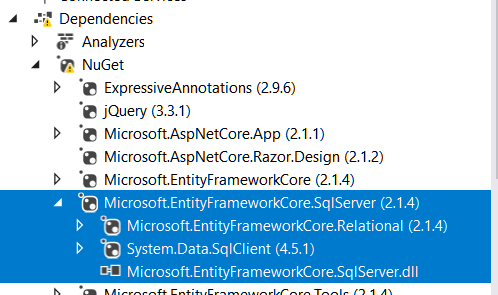 Dependencies
Analyzers
NuGet
ExpressiveAnnotations (2.9.6)
jQuery (3.3.1)
Microsoft.AspNetCore.App (2.1.1)
Microsoft.AspNetCore.Razor.Design (2.1.2)
Microsoft.EntityFrameworkCore (2.1.4)
Microsoft.EntityFrameworkCore.SqlServer (2.1.4)
Microsoft.EntityFrameworkCore.Relational (2.1.4)
System.Data.SqlClient (4.5.1)
Microsoft.EntityFrameworkCore.SqlServer.dll
Microsoft.EntityFrameworkCore.Tools (2.1.4)